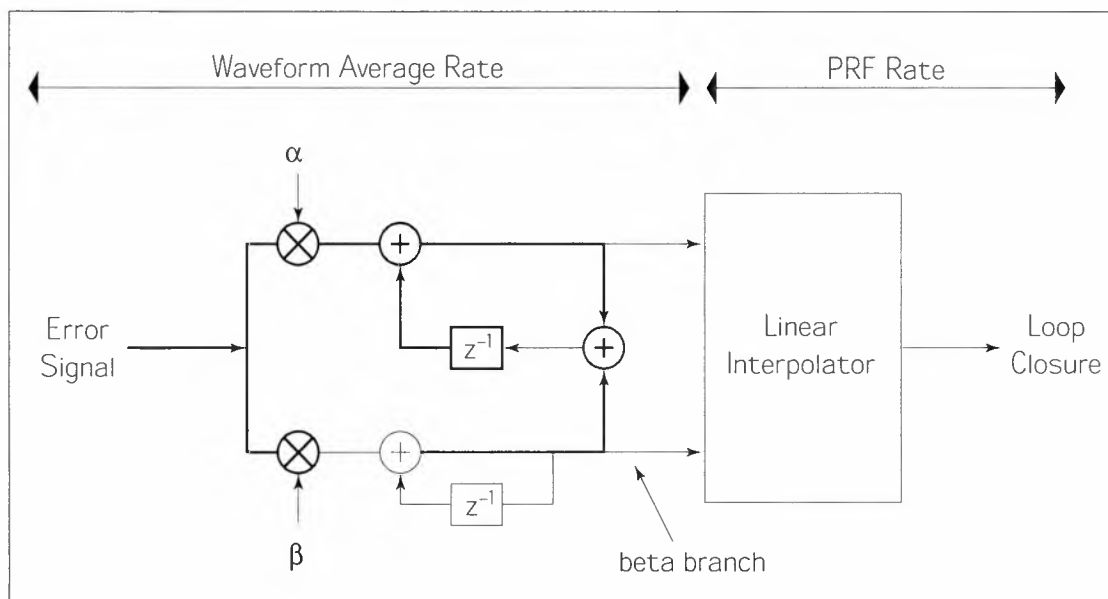 Waveform Average Rate
PRF Rate
α
+
Error
Signal
z⁻¹
+
Linear
Interpolator
Loop
Closure
+
z⁻¹
β
beta branch